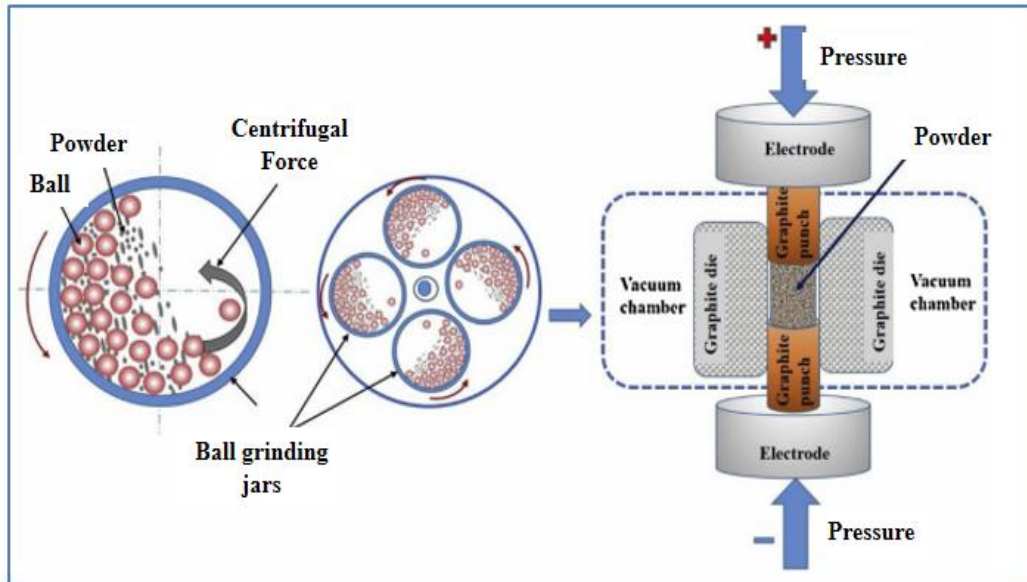 Powder
Ball
Centrifugal
Force
Ball grinding
jars
+
Pressure
Electrode
Powder
Graphite
punch
Vacuum
chamber
Graphite die
Graphite die
Vacuum
chamber
Graphite
punch
Electrode
Pressure
–